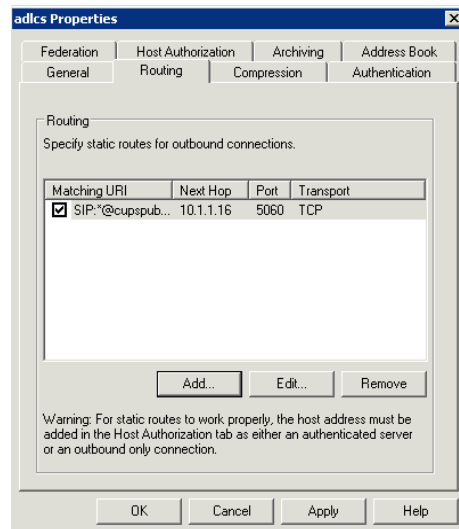 adlcs Properties
Federation Host Authorization Archiving Address Book
General Routing Compression Authentication
Routing
Specify static routes for outbound connections.
Matching URI Next Hop Port Transport
SIP:*@cupspub... 10.1.1.16 5060 TCP
Add... Edit... Remove
Warning: For static routes to work properly, the host address must be
added in the Host Authorization tab as either an authenticated server
or an outbound only connection.
OK Cancel Apply Help